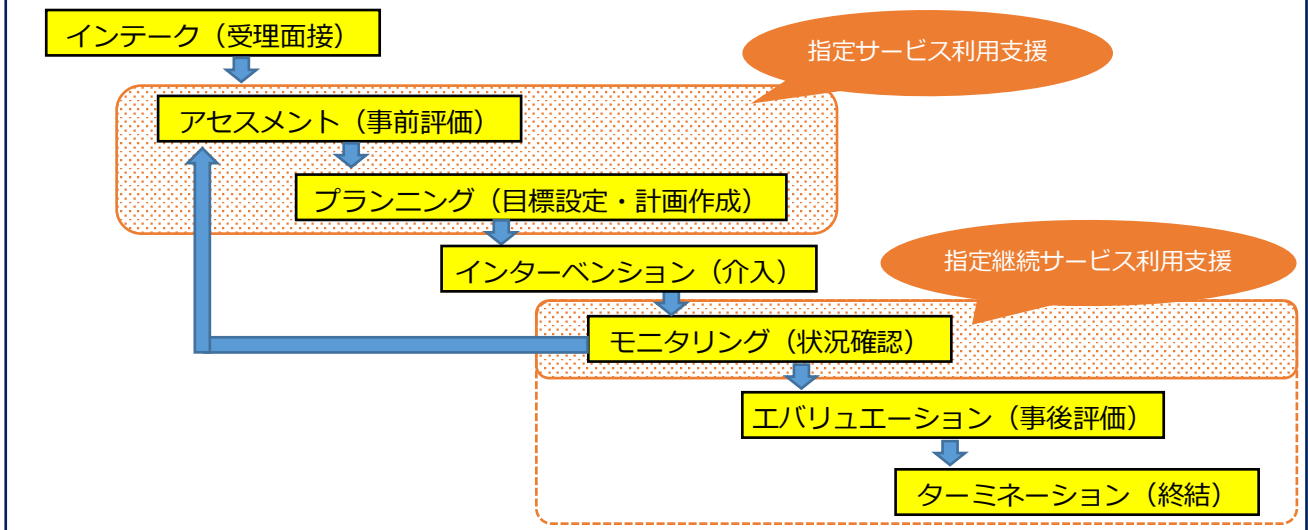 インテーク（受理面接）
指定サービス利用支援
アセスメント（事前評価）
プランニング（目標設定・計画作成）
インターベンション（介入）
指定継続サービス利用支援
モニタリング（状況確認）
エバリュエーション（事後評価）
ターミネーション（終結）